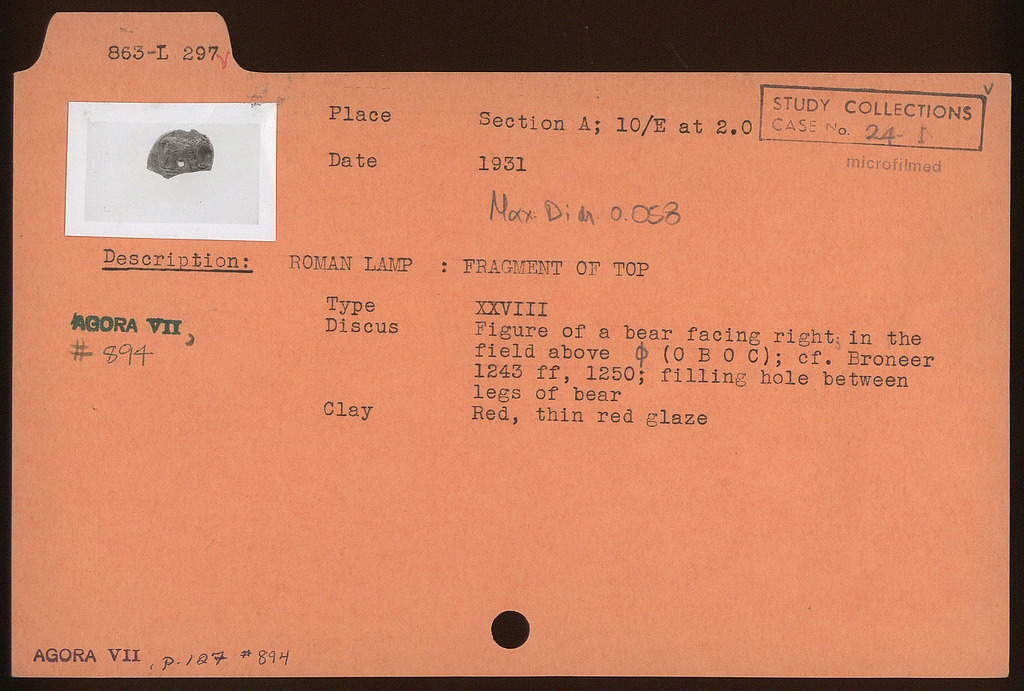 863-L 297
Place Section A; 10/E at 2.0
STUDY COLLECTIONS
CASE No. 24-I
Date 1931
microfilmed
Max. Diam. 0.058
Description: ROMAN LAMP : FRAGMENT OF TOP
Type XXVIII
AGORA VII,
# 894
Discus Figure of a bear facing right; in the
field above ϕ (O B O C); cf. Broneer
1243 ff, 1250; filling hole between
legs of bear
Clay Red, thin red glaze
AGORA VII, p. 127 #894